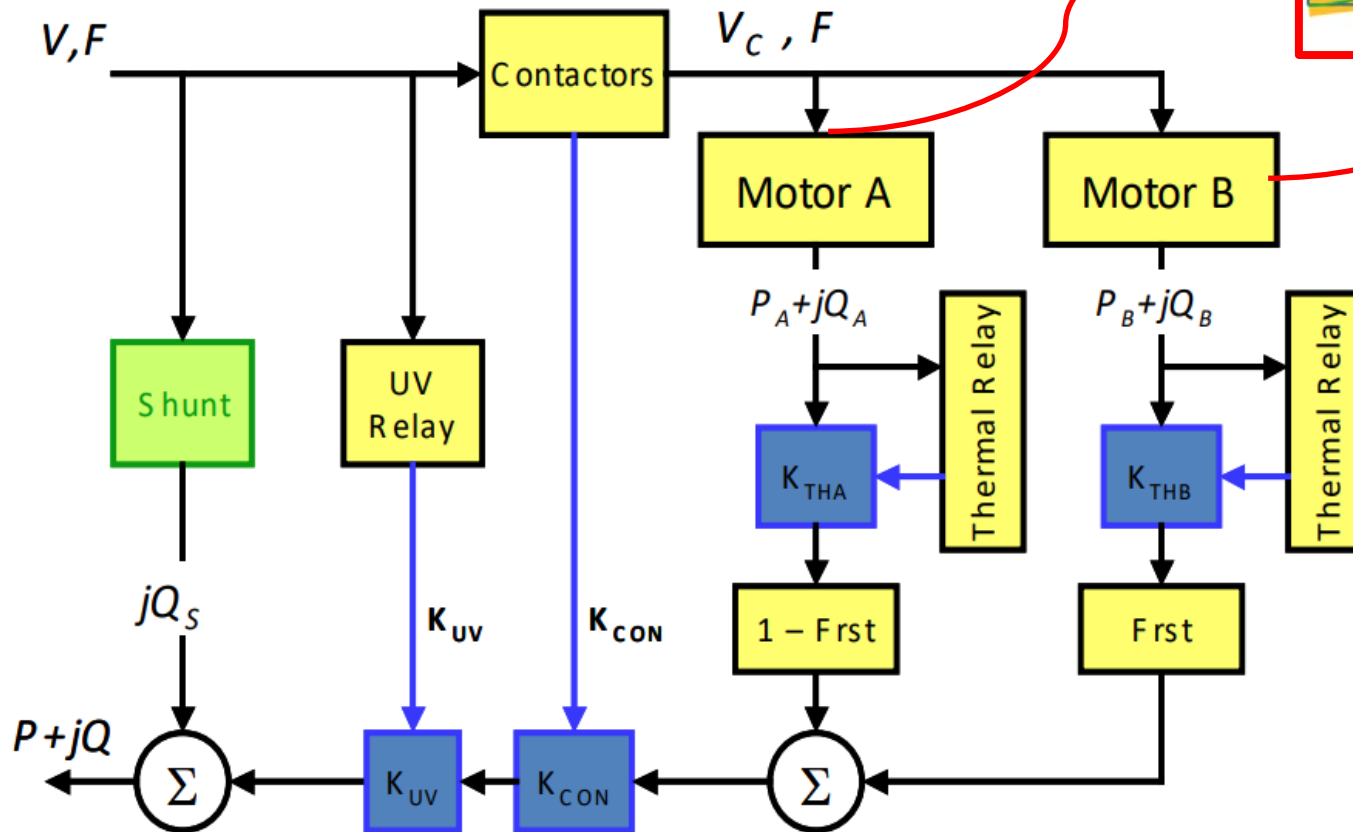 V,F
V_C , F
Contactors
Motor A
Motor B
P_A+jQ_A
P_B+jQ_B
Thermal Relay
Thermal Relay
Shunt
UV
Relay
K_THA
K_THB
jQ_S
K_UV
K_CON
1 – Frst
Frst
P+jQ
Σ
K_UV
K_CON
Σ